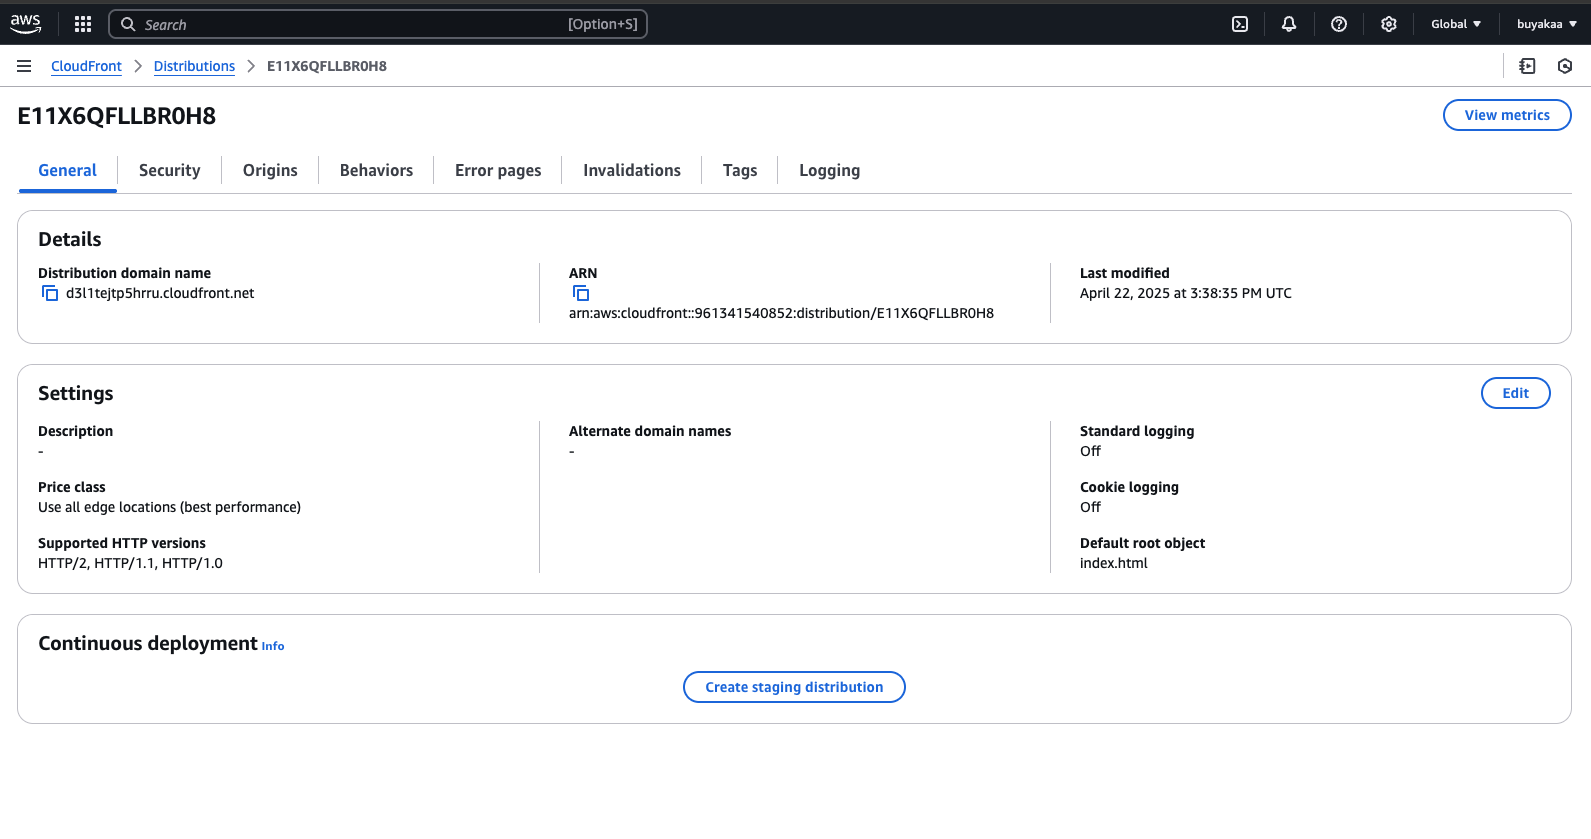 aws
Search [Option+S] Global buyakaa
CloudFront Distributions E11X6QFLLBR0H8
E11X6QFLLBR0H8
View metrics
General Security Origins Behaviors Error pages Invalidations Tags Logging
Details
Distribution domain name
d3l1tejtp5hrru.cloudfront.net
ARN
arn:aws:cloudfront::961341540852:distribution/E11X6QFLLBR0H8
Last modified
April 22, 2025 at 3:38:35 PM UTC
Settings
Edit
Description
-
Price class
Use all edge locations (best performance)
Supported HTTP versions
HTTP/2, HTTP/1.1, HTTP/1.0
Alternate domain names
-
Standard logging
Off
Cookie logging
Off
Default root object
index.html
Continuous deployment Info
Create staging distribution